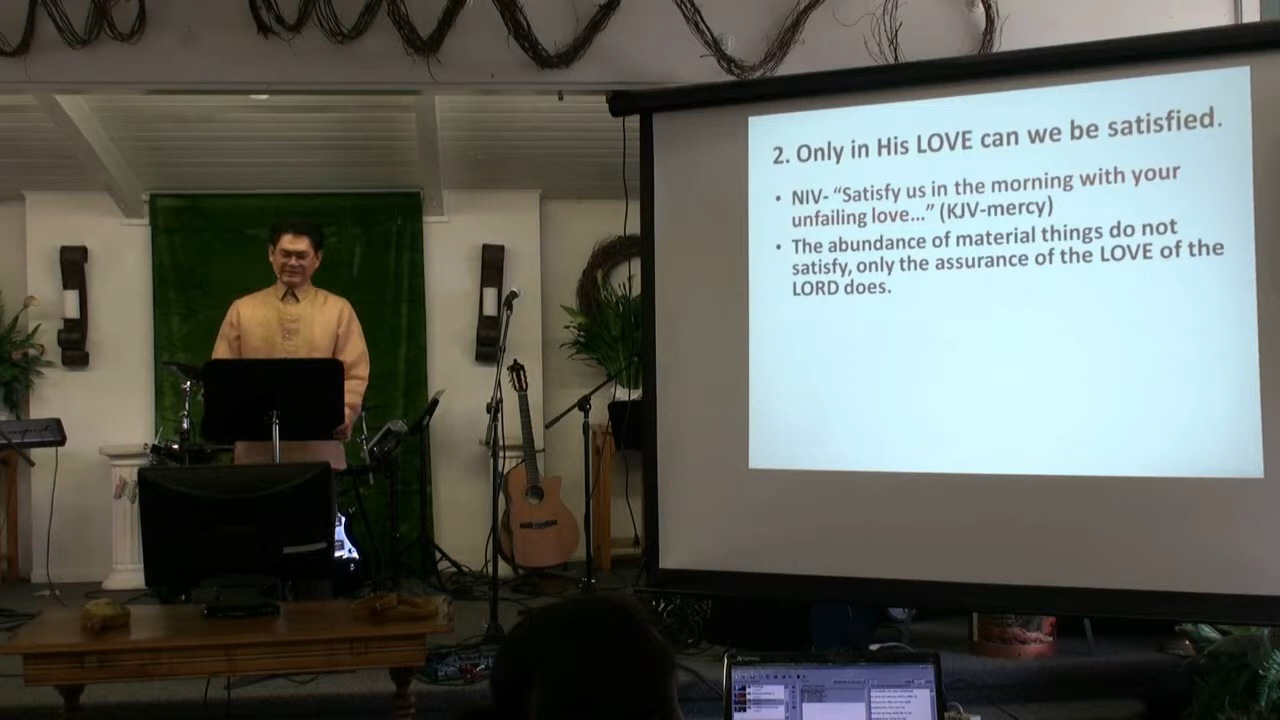 2. Only in His LOVE can we be satisfied.
• NIV- “Satisfy us in the morning with your
unfailing love...” (KJV-mercy)
• The abundance of material things do not
satisfy, only the assurance of the LOVE of the
LORD does.